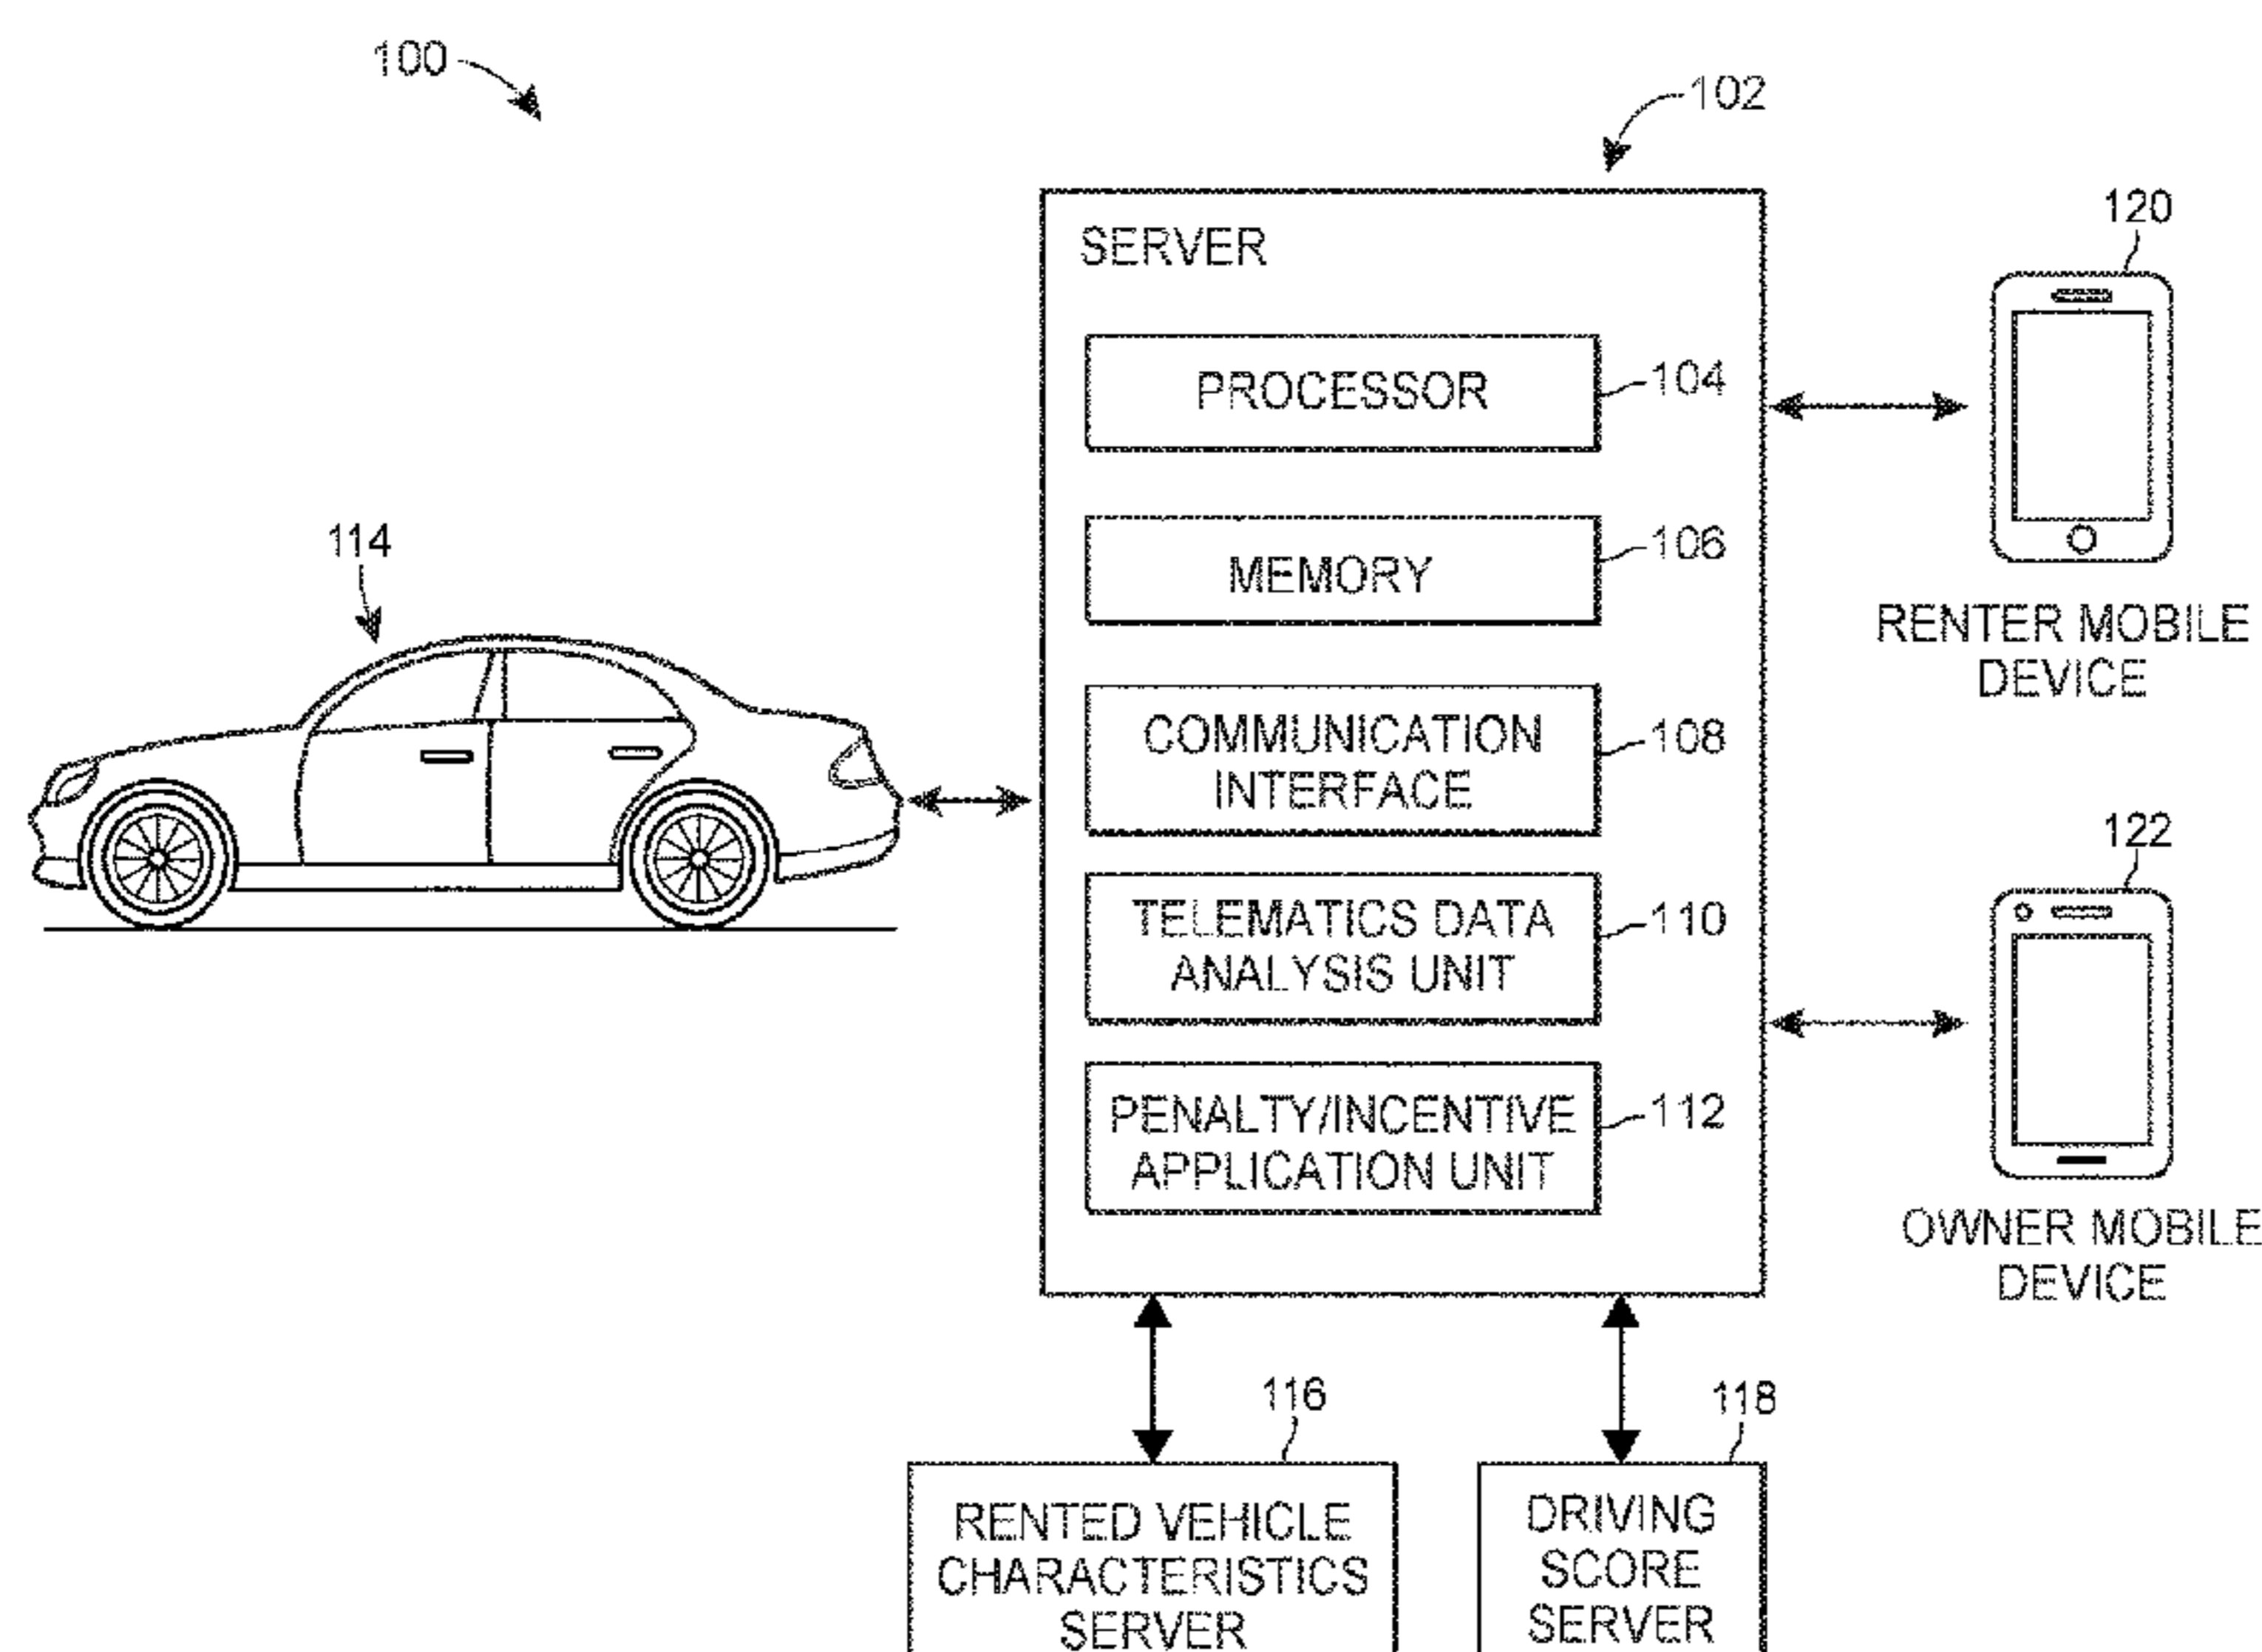 100
102
SERVER
120
PROCESSOR
104
114
MEMORY
106
RENTER MOBILE
DEVICE
COMMUNICATION
INTERFACE
108
122
TELEMATICS DATA
ANALYSIS UNIT
110
PENALTY/INCENTIVE
APPLICATION UNIT
112
OWNER MOBILE
DEVICE
116
118
RENTED VEHICLE
CHARACTERISTICS
SERVER
DRIVING
SCORE
SERVER